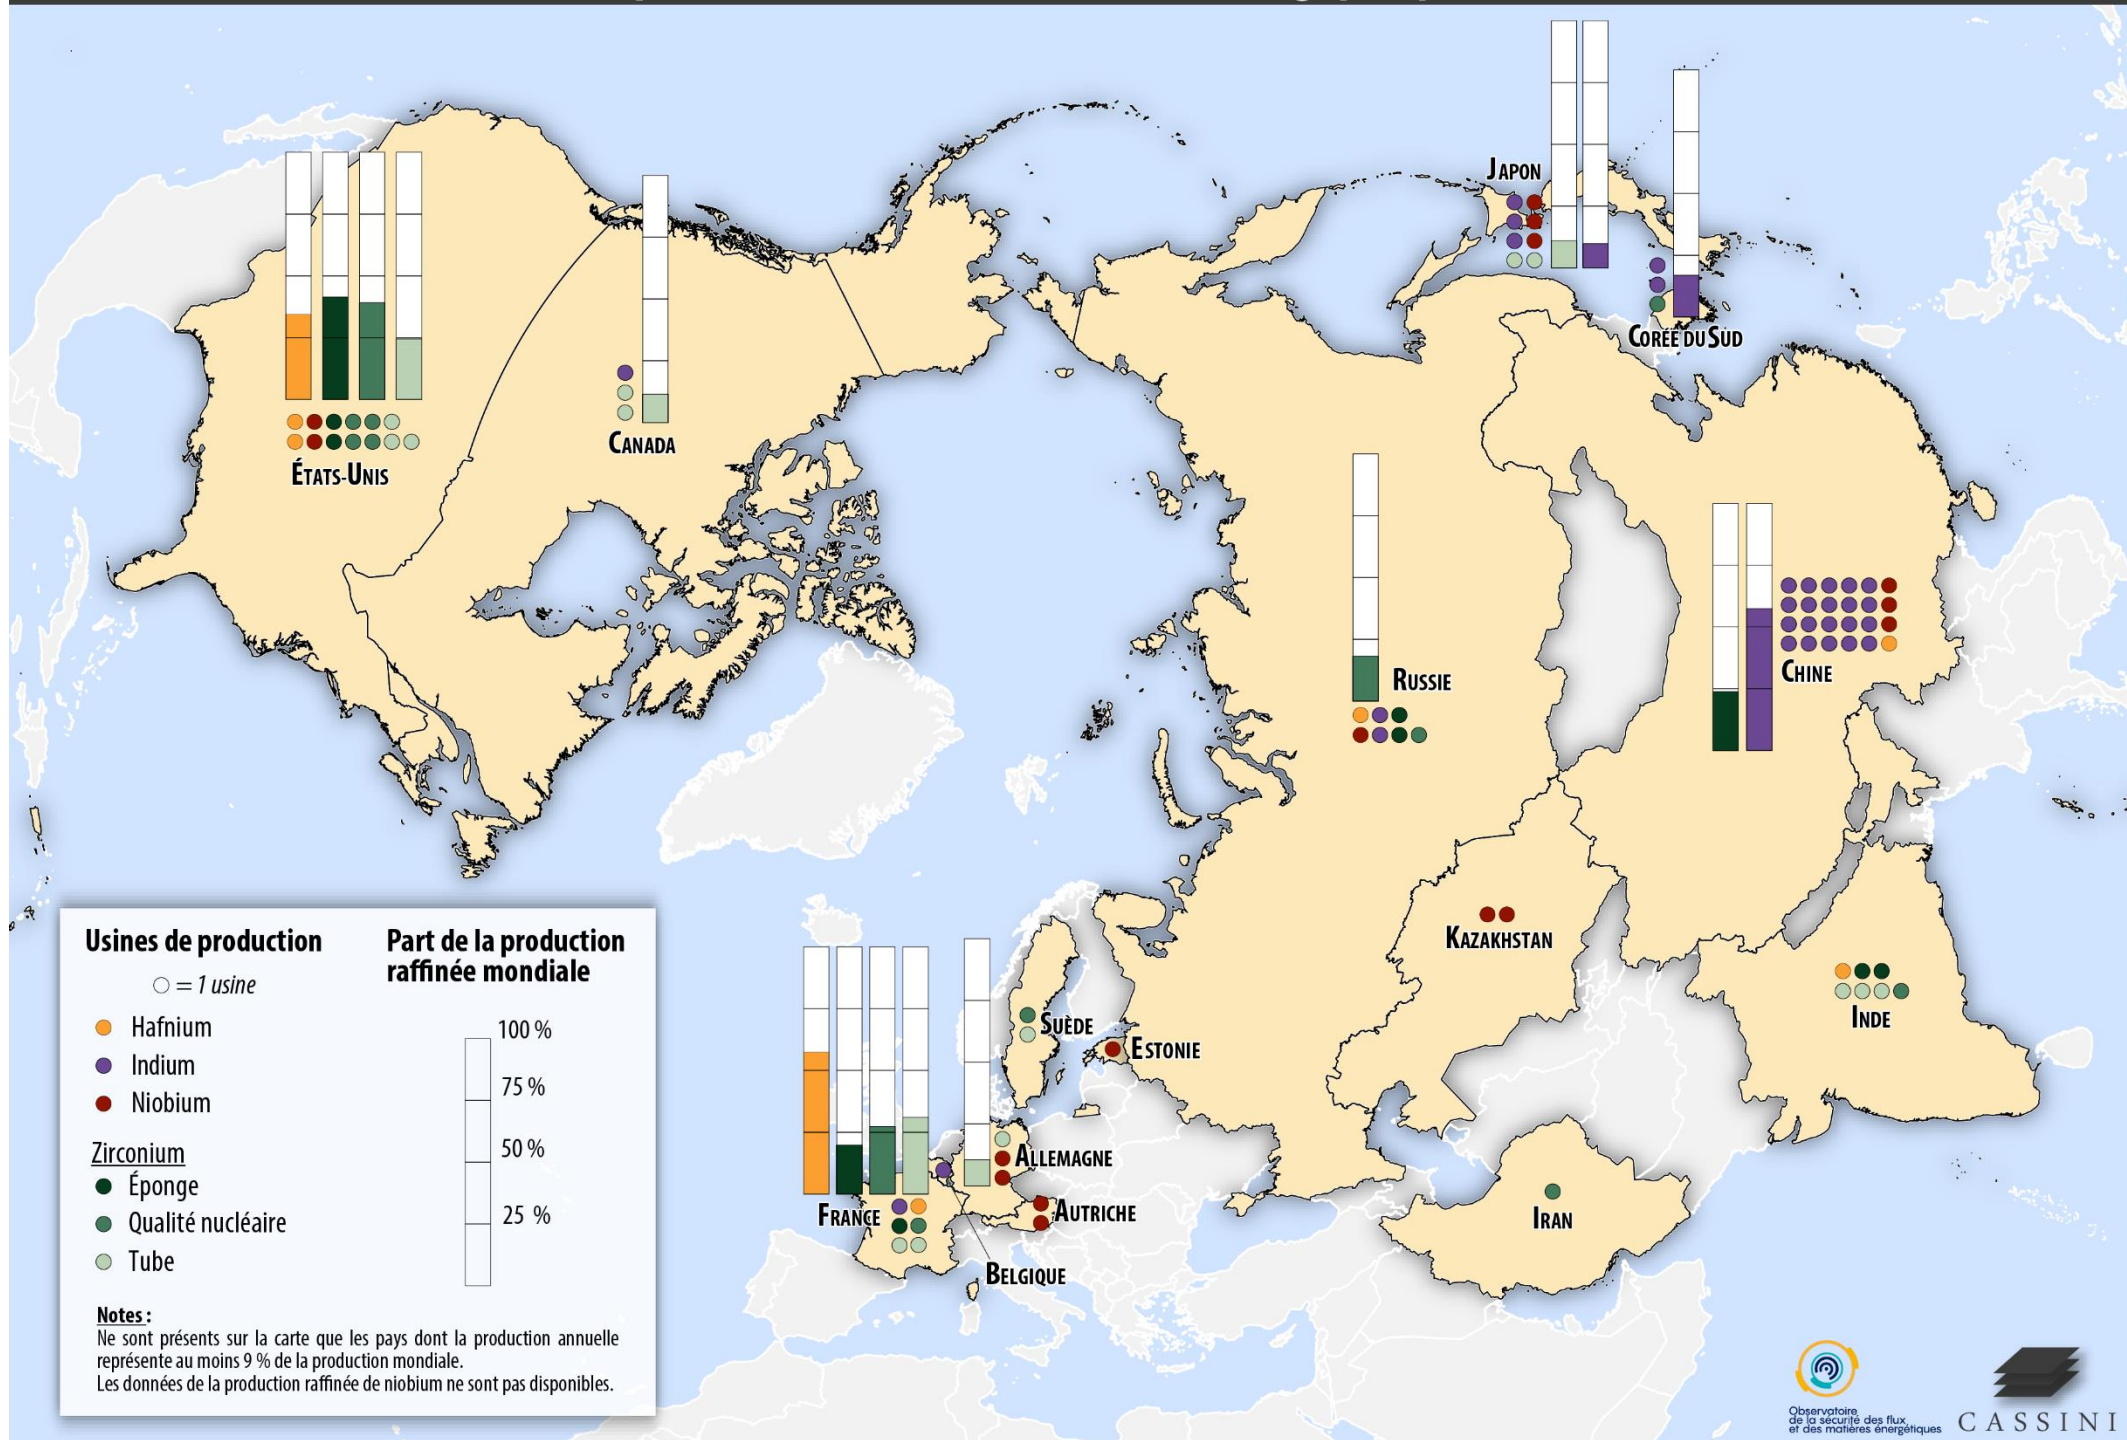 JAPON
CORÉE DU SUD
CANADA
ÉTATS-UNIS
RUSSIE
CHINE
KAZAKHSTAN
INDE
SUÈDE
ESTONIE
ALLEMAGNE
AUTRICHE
FRANCE
BELGIQUE
IRAN
Usines de production
= 1 usine
Hafnium
Indium
Niobium
Zirconium
Éponge
Qualité nucléaire
Tube
Part de la production
raffinée mondiale
100 %
75 %
50 %
25 %
Notes :
Ne sont présents sur la carte que les pays dont la production annuelle
représente au moins 9 % de la production mondiale.
Les données de la production raffinée de niobium ne sont pas disponibles.
Observatoire
de la sécurité des flux
et des matières énergétiques
CASSINI